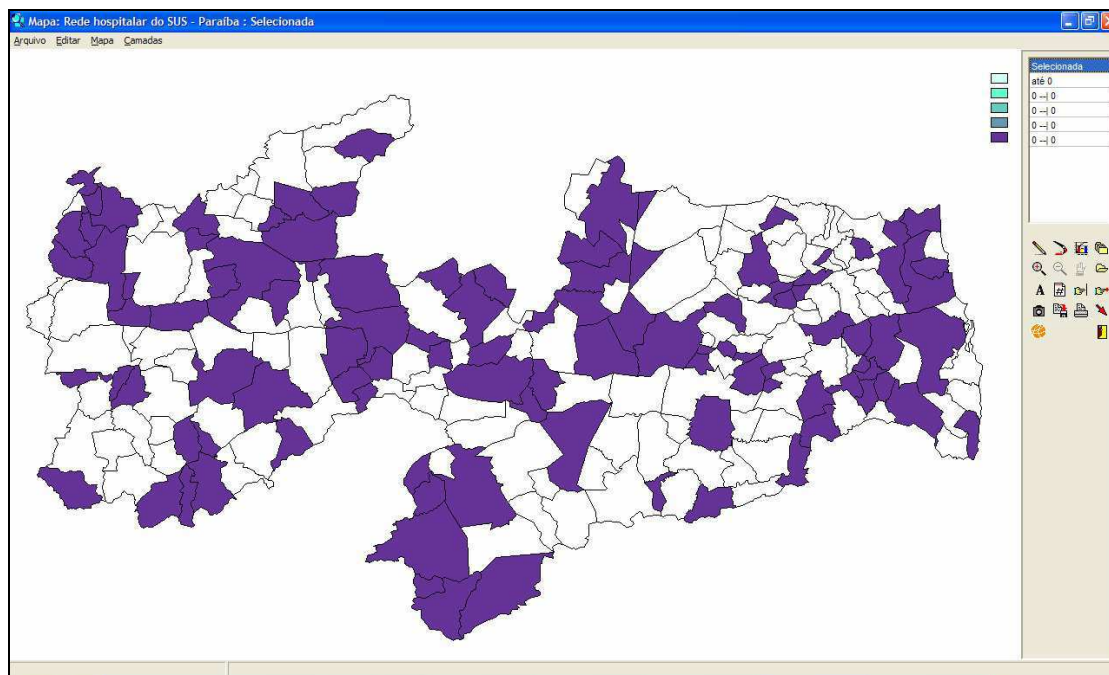 Mapa: Rede hospitalar do SUS - Paraíba : Selecionada
Arquivo Editar Mapa Camadas
Selecionada
até 0
0 --| 0
0 --| 0
0 --| 0
0 --| 0
A #